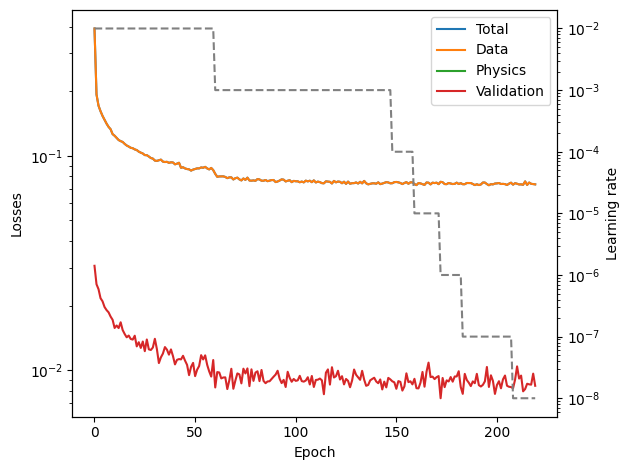 Total
Data
Physics
Validation
Losses
10⁻¹
10⁻²
Learning rate
10⁻²
10⁻³
10⁻⁴
10⁻⁵
10⁻⁶
10⁻⁷
10⁻⁸
0 50 100 150 200
Epoch